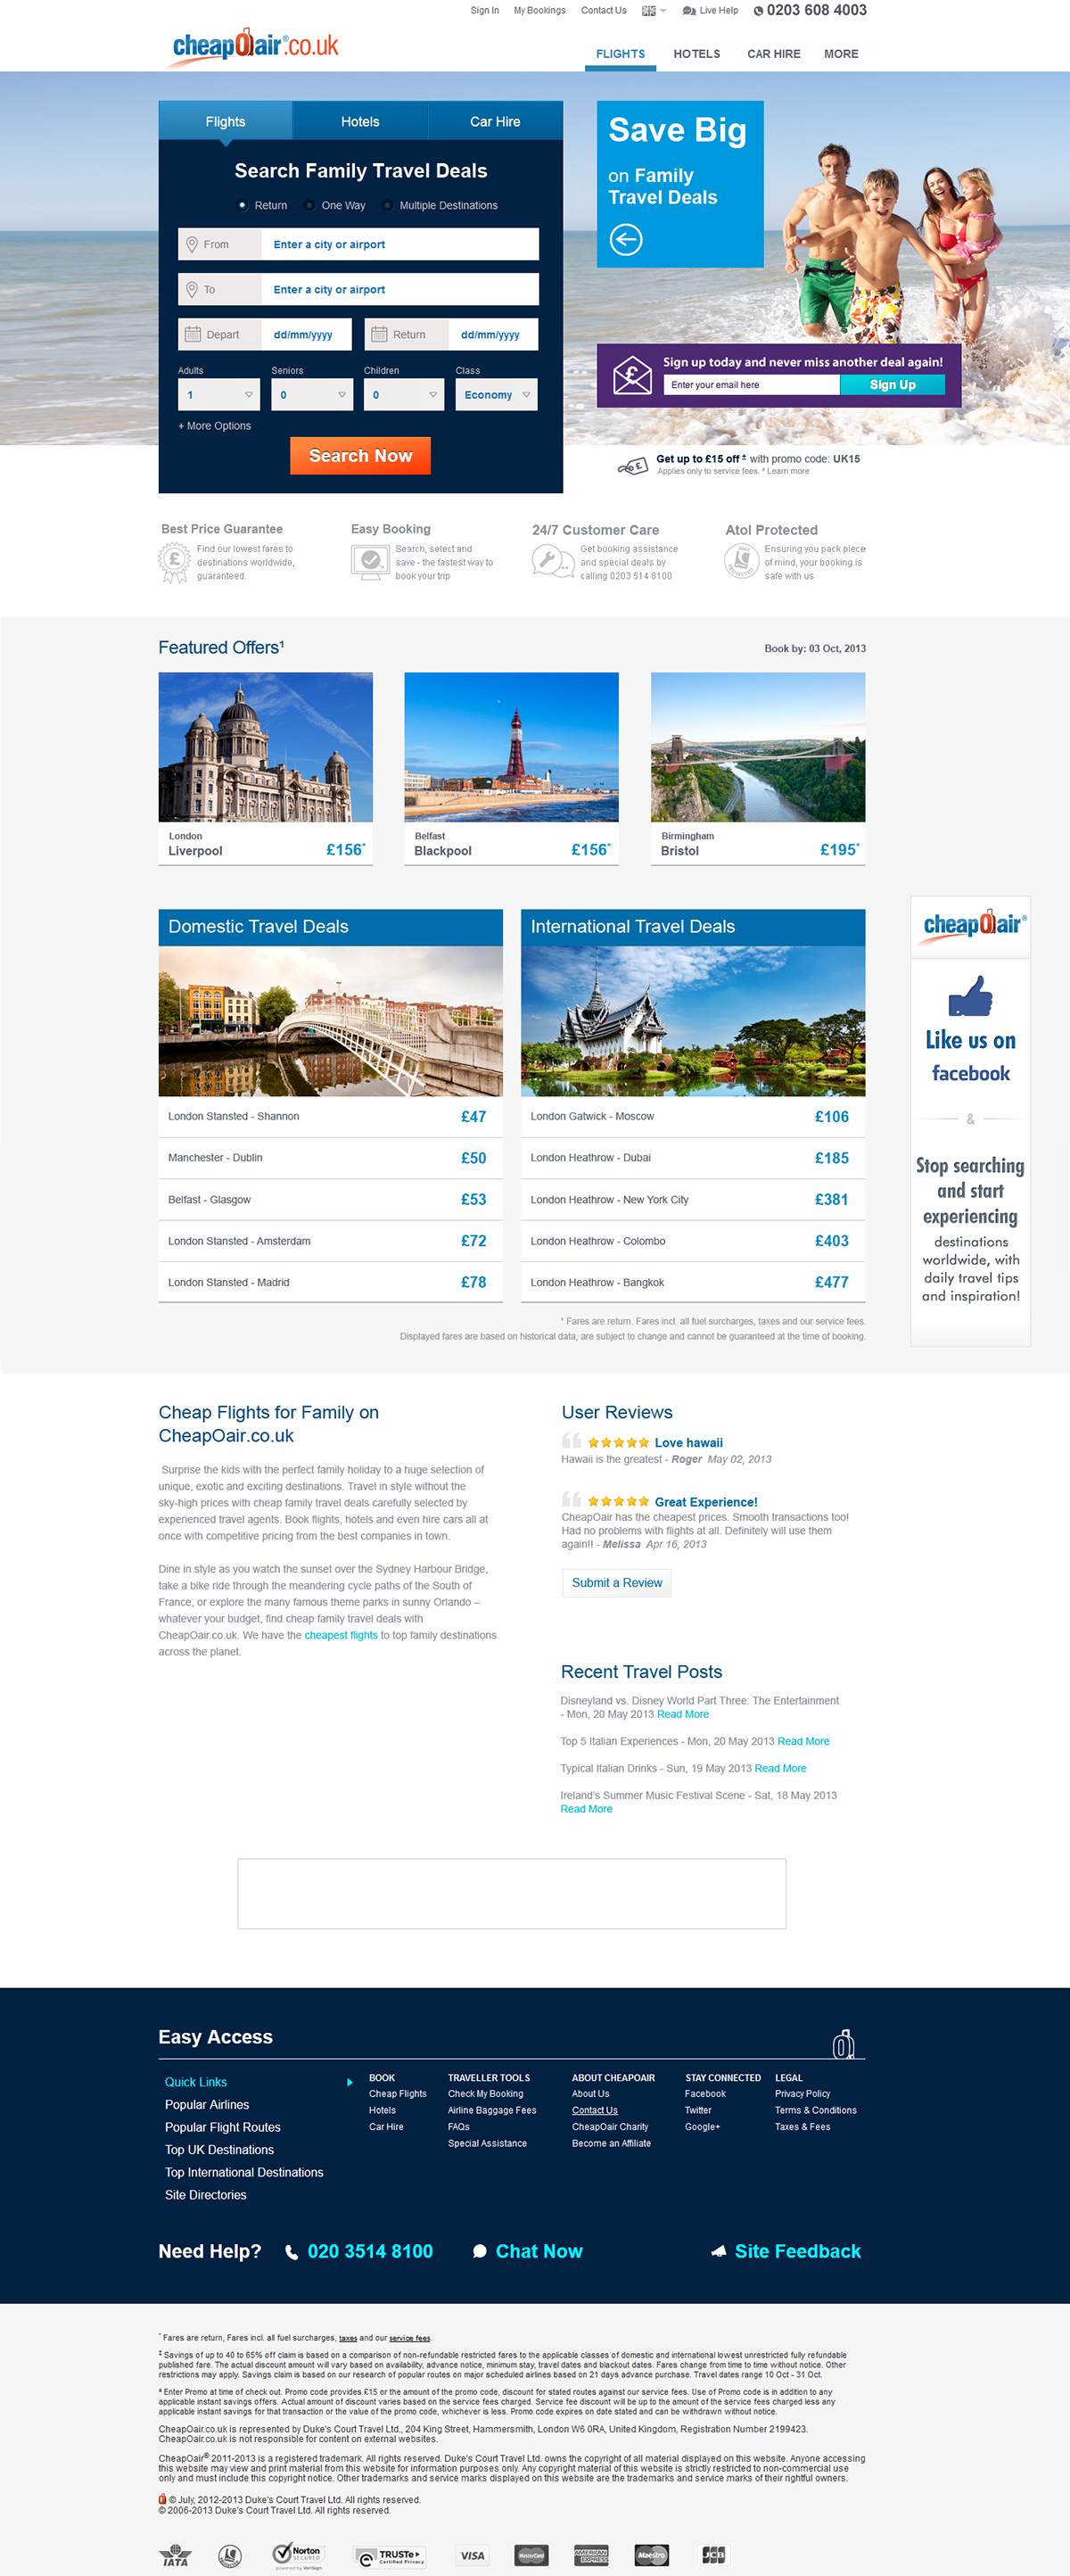 Sign In My Bookings Contact Us Live Help 0203 608 4003
cheapOair®.co.uk
FLIGHTS HOTELS CAR HIRE MORE
Flights Hotels Car Hire
Search Family Travel Deals
Return One Way Multiple Destinations
From Enter a city or airport
To Enter a city or airport
Depart dd/mm/yyyy Return dd/mm/yyyy
Adults Seniors Children Class
1 0 0 Economy
+ More Options
Search Now
Save Big
on Family
Travel Deals
Sign up today and never miss another deal again!
Enter your email here Sign Up
Get up to £15 off ± with promo code: UK15
Applies only to service fees. * Learn more
Best Price Guarantee
Find our lowest fares to
destinations worldwide,
guaranteed.
Easy Booking
Search, select and
save - the fastest way to
book your trip
24/7 Customer Care
Get booking assistance
and special deals by
calling 0203 514 8100
Atol Protected
Ensuring you pack piece
of mind, your booking is
safe with us
Featured Offers¹
Book by: 03 Oct, 2013
London
Liverpool £156*
Belfast
Blackpool £156*
Birmingham
Bristol £195*
Domestic Travel Deals
London Stansted - Shannon £47
Manchester - Dublin £50
Belfast - Glasgow £53
London Stansted - Amsterdam £72
London Stansted - Madrid £78
International Travel Deals
London Gatwick - Moscow £106
London Heathrow - Dubai £185
London Heathrow - New York City £381
London Heathrow - Colombo £403
London Heathrow - Bangkok £477
* Fares are return. Fares incl. all fuel surcharges, taxes and our service fees.
Displayed fares are based on historical data, are subject to change and cannot be guaranteed at the time of booking.
cheapOair®
Like us on
facebook
&
Stop searching
and start
experiencing
destinations
worldwide, with
daily travel tips
and inspiration!
Cheap Flights for Family on
CheapOair.co.uk
Surprise the kids with the perfect family holiday to a huge selection of
unique, exotic and exciting destinations. Travel in style without the
sky-high prices with cheap family travel deals carefully selected by
experienced travel agents. Book flights, hotels and even hire cars all at
once with competitive pricing from the best companies in town.
Dine in style as you watch the sunset over the Sydney Harbour Bridge,
take a bike ride through the meandering cycle paths of the South of
France, or explore the many famous theme parks in sunny Orlando –
whatever your budget, find cheap family travel deals with
CheapOair.co.uk. We have the cheapest flights to top family destinations
across the planet.
User Reviews
Love hawaii
Hawaii is the greatest - Roger May 02, 2013
Great Experience!
CheapOair has the cheapest prices. Smooth transactions too!
Had no problems with flights at all. Definitely will use them
again!! - Melissa Apr 16, 2013
Submit a Review
Recent Travel Posts
Disneyland vs. Disney World Part Three: The Entertainment
- Mon, 20 May 2013 Read More
Top 5 Italian Experiences - Mon, 20 May 2013 Read More
Typical Italian Drinks - Sun, 19 May 2013 Read More
Ireland's Summer Music Festival Scene - Sat, 18 May 2013
Read More
Easy Access
Quick Links
Popular Airlines
Popular Flight Routes
Top UK Destinations
Top International Destinations
Site Directories
BOOK
Cheap Flights
Hotels
Car Hire
TRAVELLER TOOLS
Check My Booking
Airline Baggage Fees
FAQs
Special Assistance
ABOUT CHEAPOAIR
About Us
Contact Us
CheapOair Charity
Become an Affiliate
STAY CONNECTED
Facebook
Twitter
Google+
LEGAL
Privacy Policy
Terms & Conditions
Taxes & Fees
Need Help? 020 3514 8100 Chat Now Site Feedback
* Fares are return, Fares incl. all fuel surcharges, taxes and our service fees.
‡ Savings of up to 40 to 65% off claim is based on a comparison of non-refundable restricted fares to the applicable classes of domestic and international lowest unrestricted fully refundable
published fare. The actual discount amount will vary based on availability, advance notice, minimum stay, travel dates and blackout dates. Fares change from time to time without notice. Other
restrictions may apply. Savings claim is based on our research of popular routes on major scheduled airlines based on 21 days advance purchase. Travel dates range 10 Oct - 31 Oct.
± Enter Promo at time of check out. Promo code provides £15 or the amount of the promo code, discount for stated routes against our service fees. Use of Promo code is in addition to any
applicable instant savings offers. Actual amount of discount varies based on the service fees charged. Service fee discount will be up to the amount of the service fees charged less any
applicable instant savings for that transaction or the value of the promo code, whichever is less. Promo code expires on date stated and can be withdrawn without notice.
CheapOair.co.uk is represented by Duke's Court Travel Ltd., 204 King Street, Hammersmith, London W6 0RA, United Kingdom, Registration Number 2199423.
CheapOair.co.uk is not responsible for content on external websites.
CheapOair® 2011-2013 is a registered trademark. All rights reserved. Duke's Court Travel Ltd. owns the copyright of all material displayed on this website. Anyone accessing
this website may view and print material from this website for information purposes only. Any copyright material of this website is strictly restricted to non-commercial use
only and must include this copyright notice. Other trademarks and service marks displayed on this website are the trademarks and service marks of their rightful owners.
© July, 2012-2013 Duke's Court Travel Ltd. All rights reserved.
© 2006-2013 Duke's Court Travel Ltd. All rights reserved.
IATA Norton SECURED powered by VeriSign TRUSTe Certified Privacy VISA MasterCard AMERICAN EXPRESS Maestro JCB